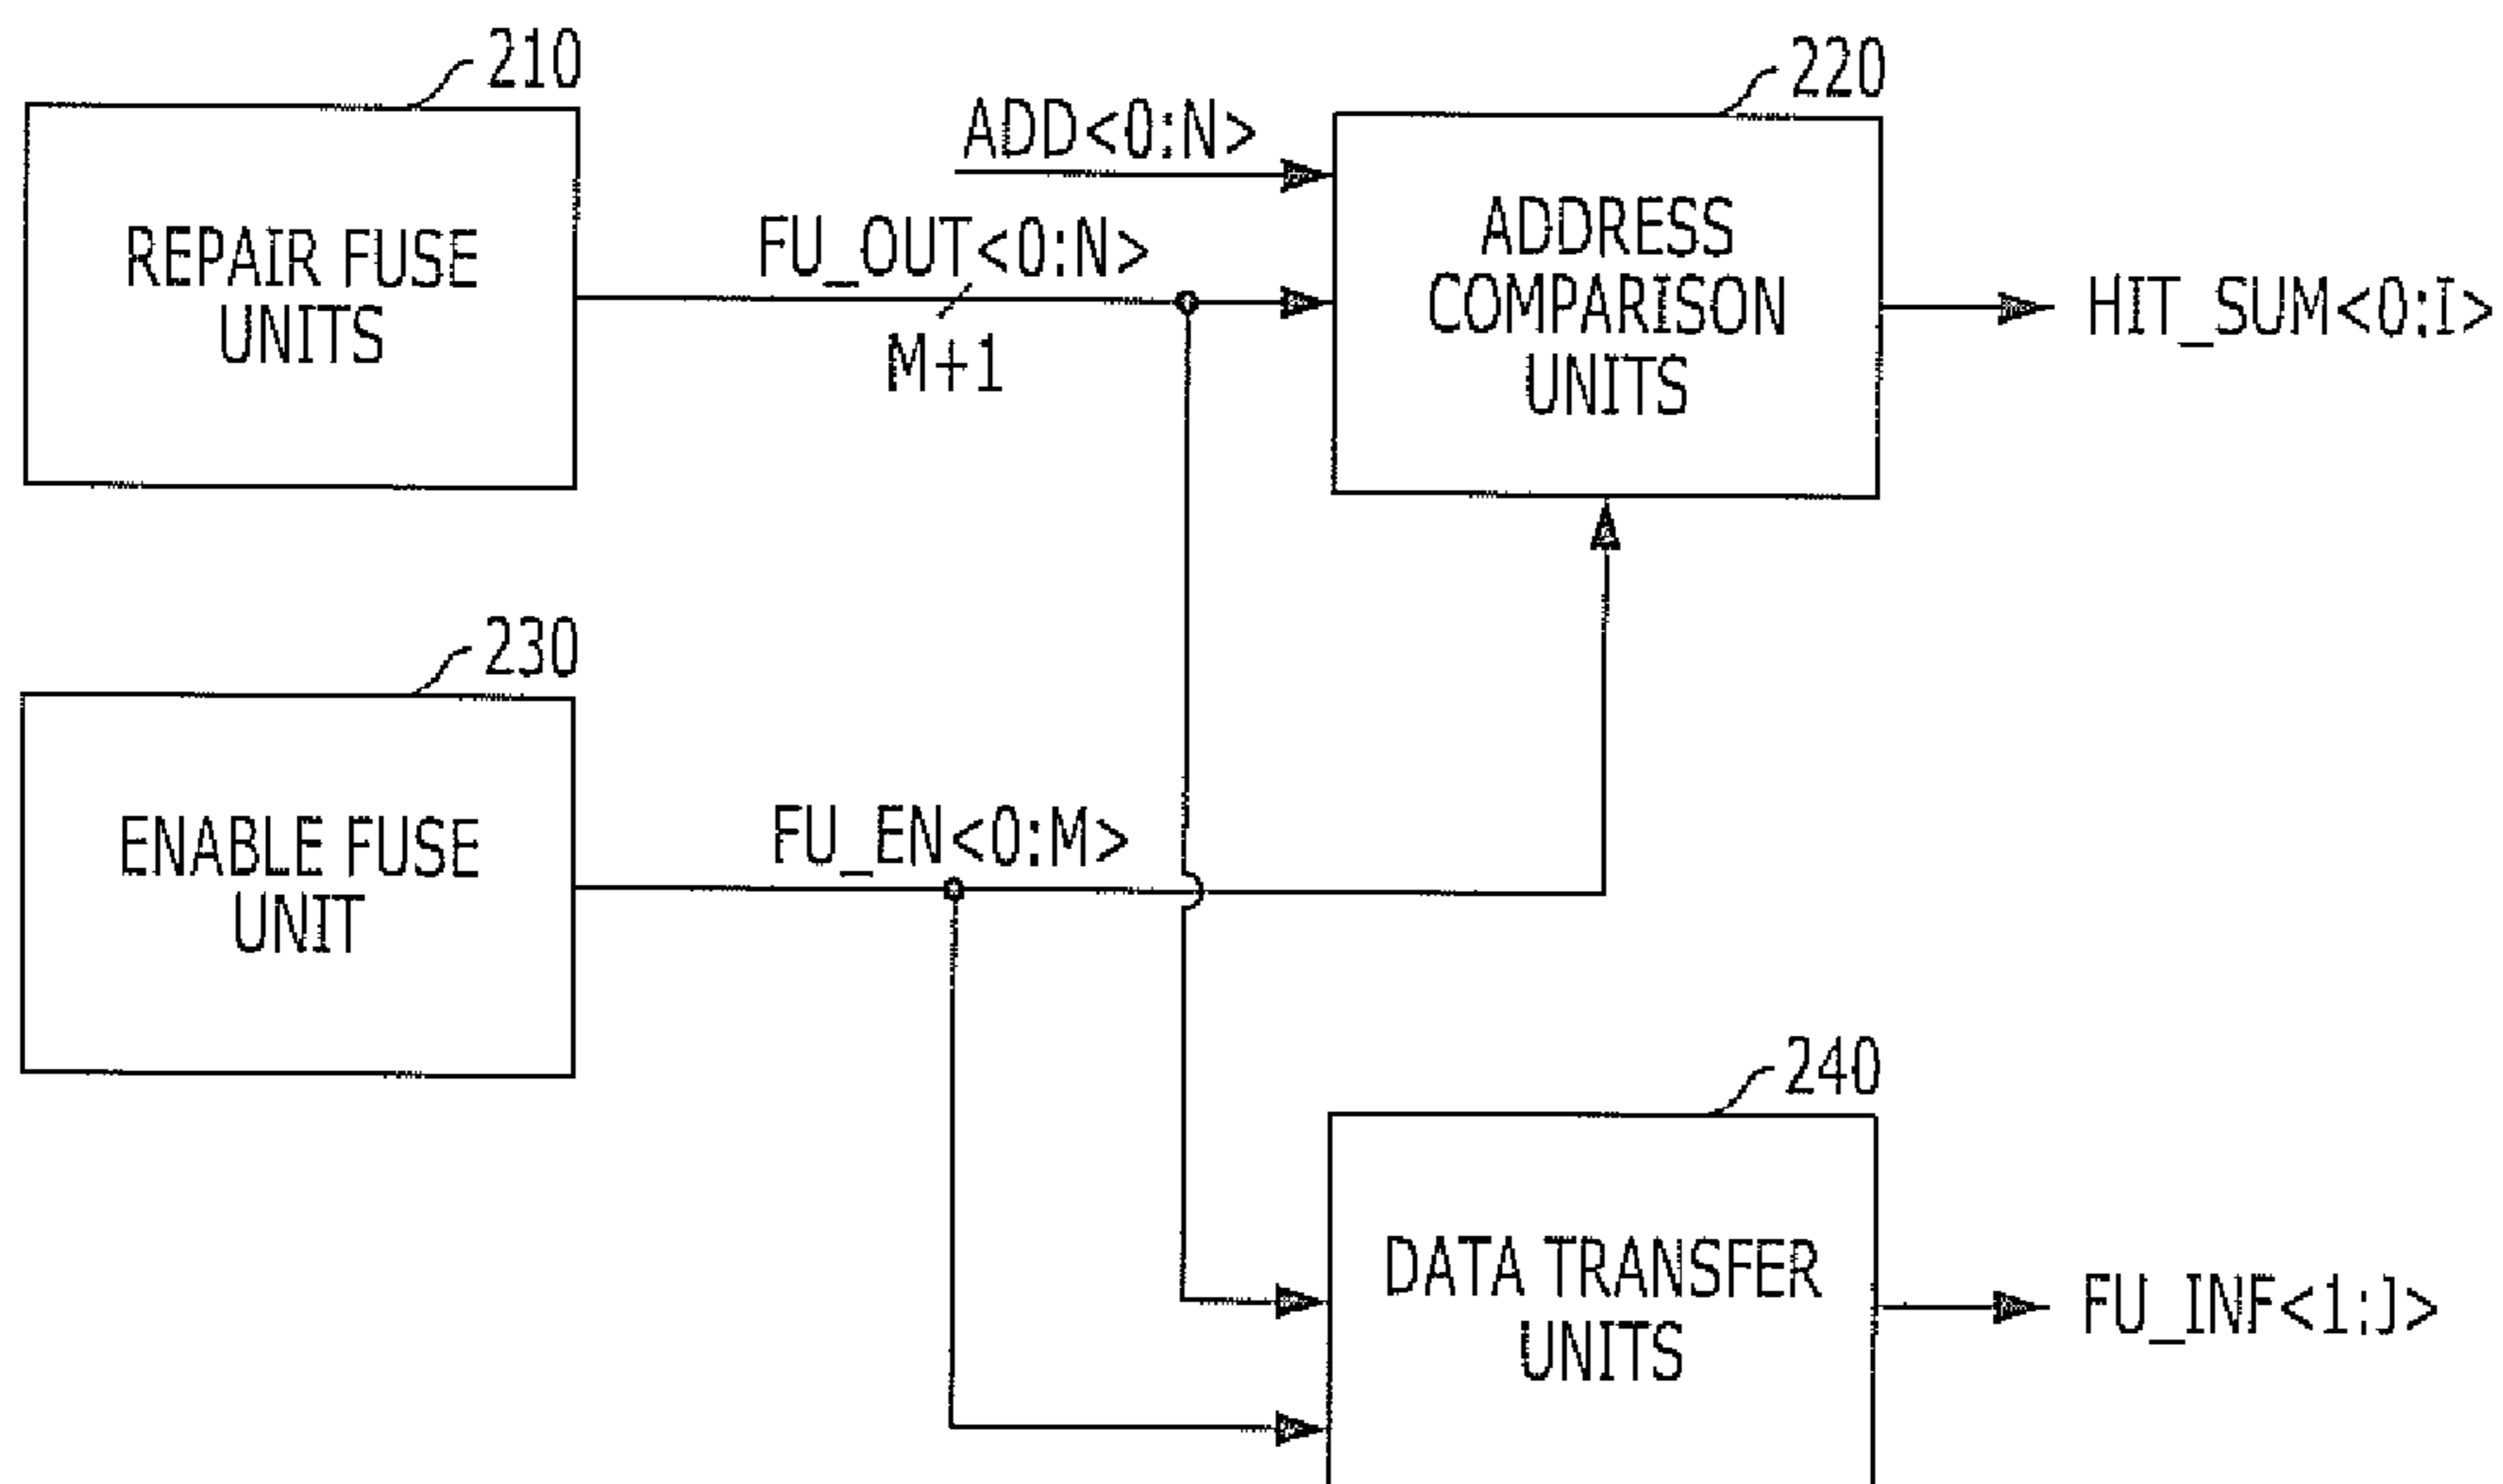 210
220
ADD<0:N>
REPAIR FUSE
UNITS
FU_OUT<0:N>
M+1
ADDRESS
COMPARISON
UNITS
HIT_SUM<0:I>
230
ENABLE FUSE
UNIT
FU_EN<0:M>
240
DATA TRANSFER
UNITS
FU_INF<1:J>